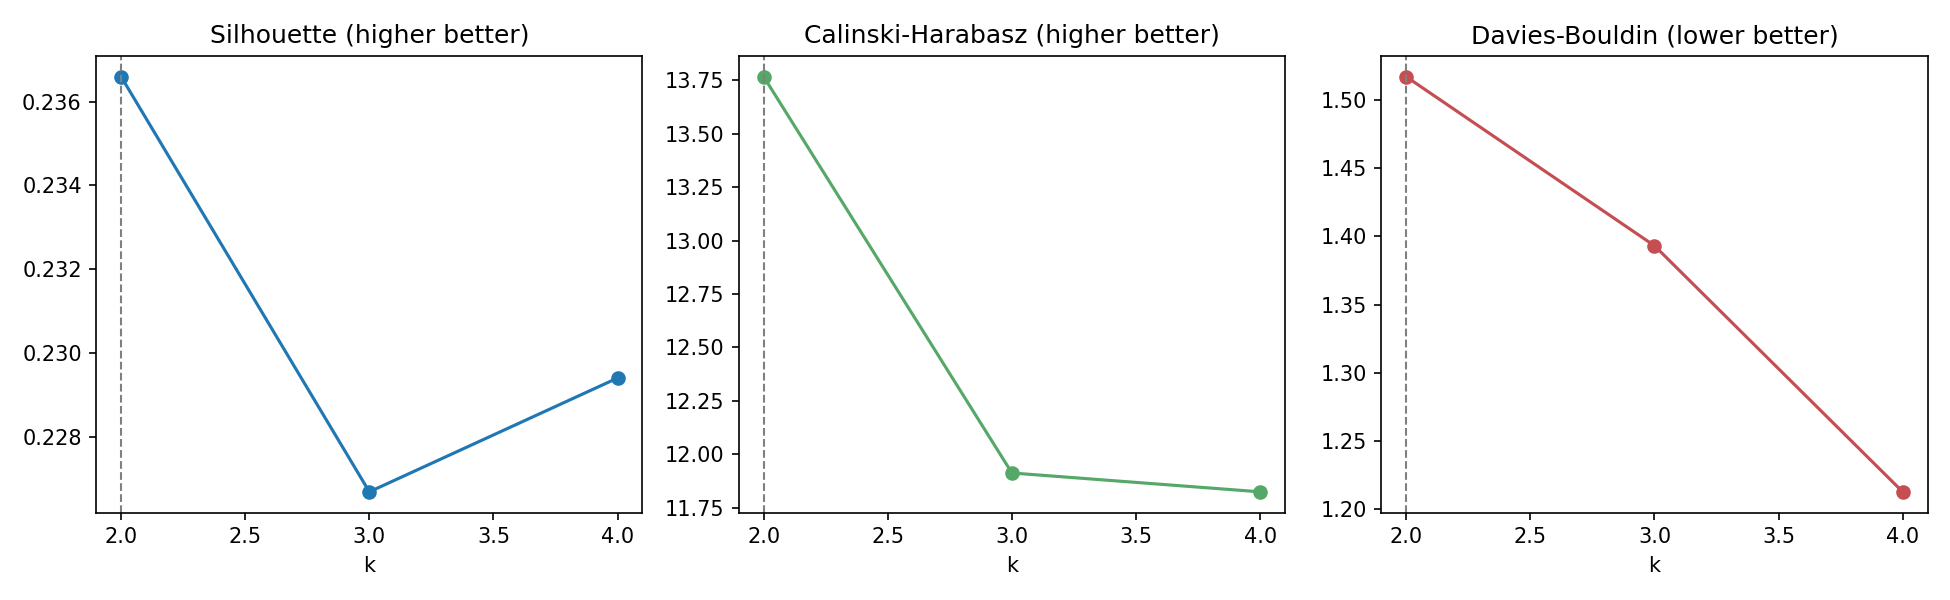 Silhouette (higher better)
0.236
0.234
0.232
0.230
0.228
2.0 2.5 3.0 3.5 4.0
k
Calinski-Harabasz (higher better)
13.75
13.50
13.25
13.00
12.75
12.50
12.25
12.00
11.75
2.0 2.5 3.0 3.5 4.0
k
Davies-Bouldin (lower better)
1.50
1.45
1.40
1.35
1.30
1.25
1.20
2.0 2.5 3.0 3.5 4.0
k